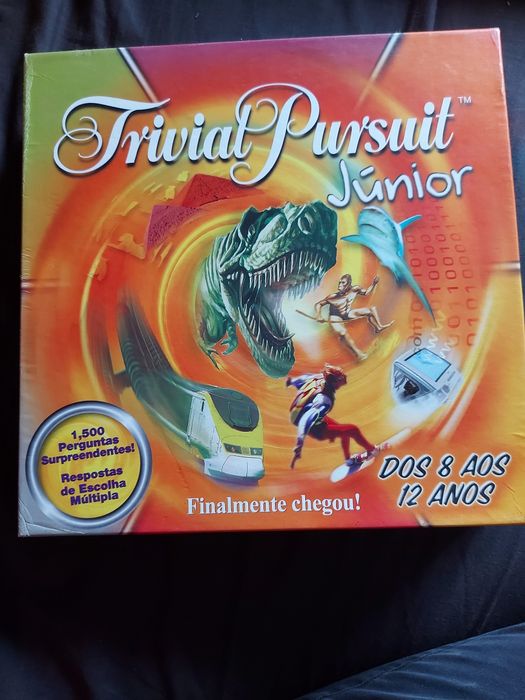 Trivial Pursuit™
Júnior
1,500
Perguntas
Surpreendentes!
Respostas
de Escolha
Múltipla
DOS 8 AOS
12 ANOS
Finalmente chegou!